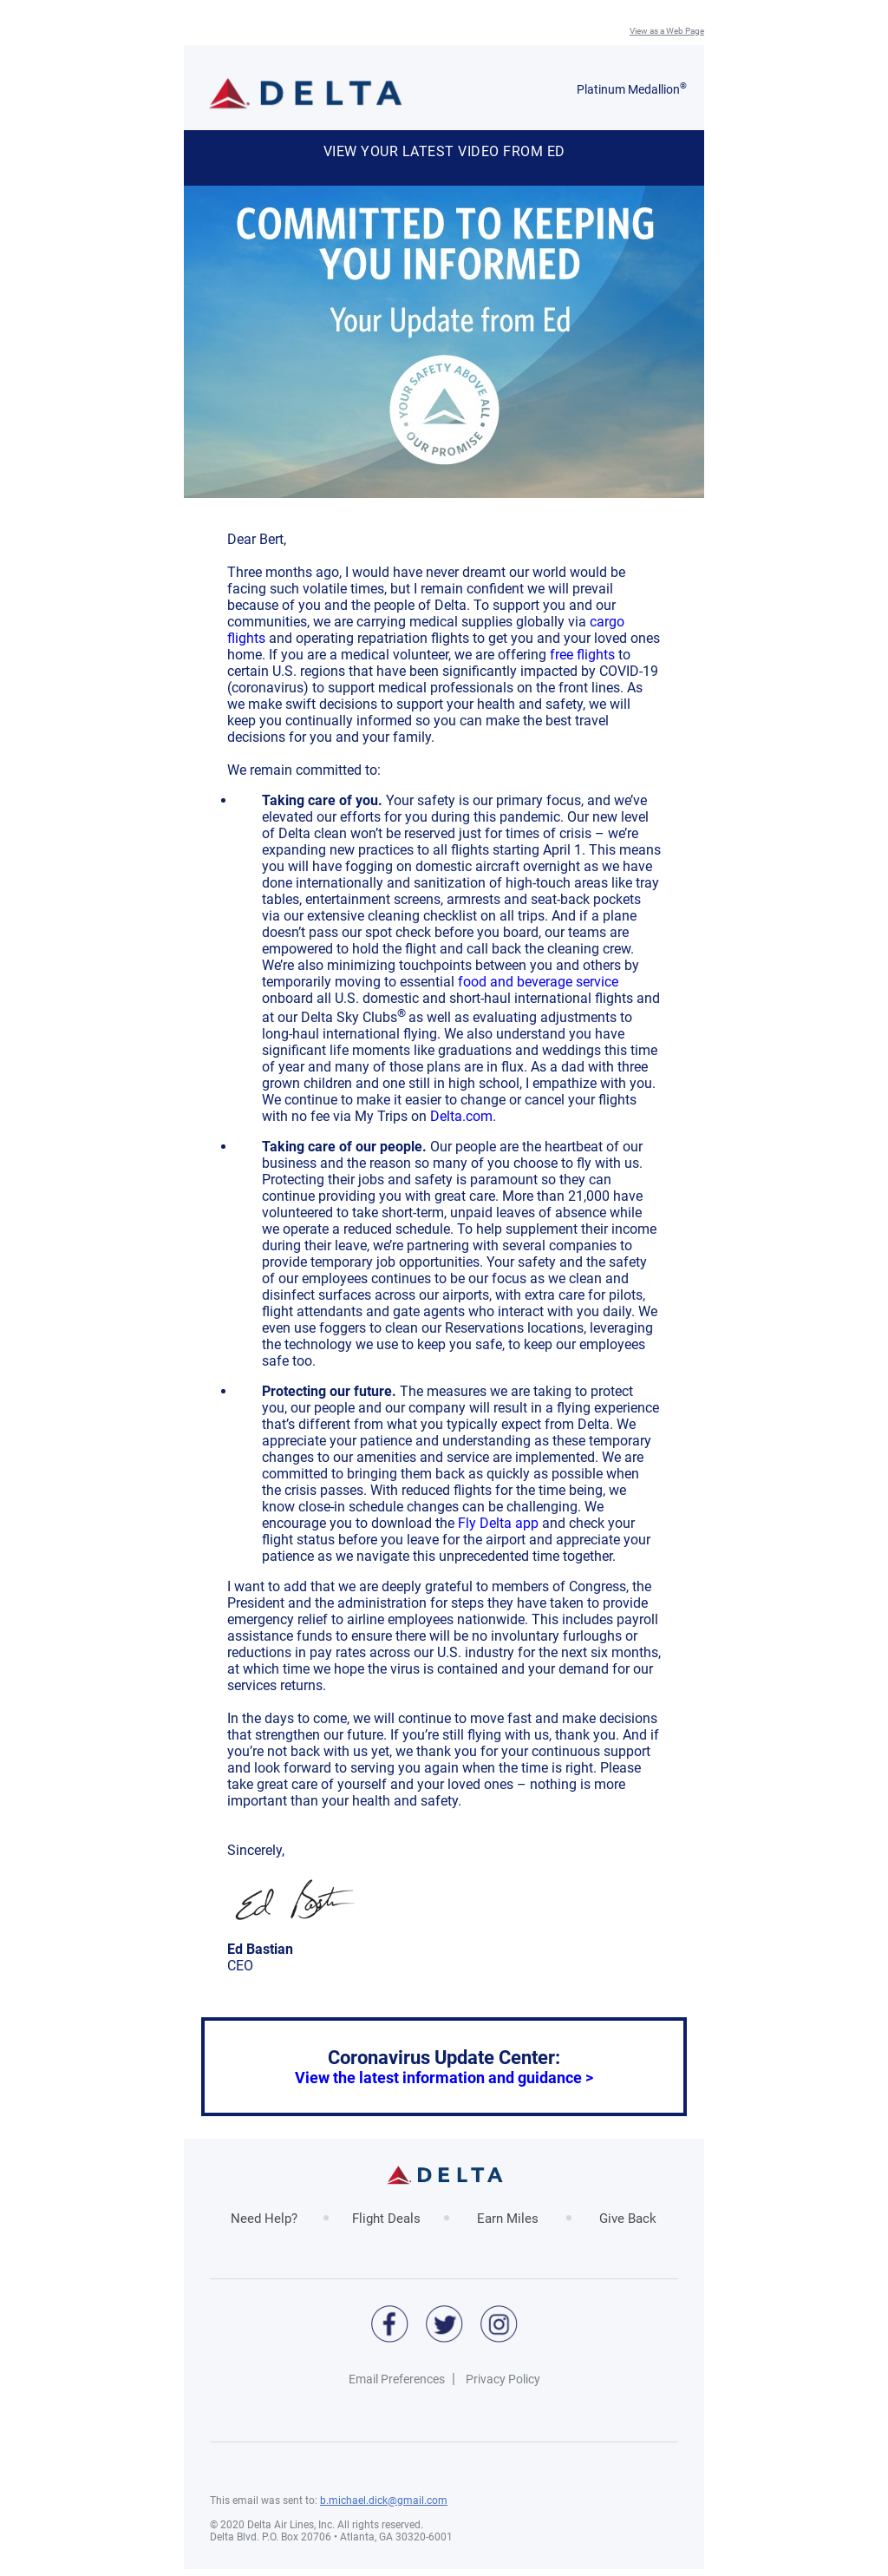 View as a Web Page
DELTA
Platinum Medallion®
VIEW YOUR LATEST VIDEO FROM ED
COMMITTED TO KEEPING
YOU INFORMED
Your Update from Ed
YOUR SAFETY ABOVE ALL
• OUR PROMISE •
Dear Bert,
Three months ago, I would have never dreamt our world would be
facing such volatile times, but I remain confident we will prevail
because of you and the people of Delta. To support you and our
communities, we are carrying medical supplies globally via cargo
flights and operating repatriation flights to get you and your loved ones
home. If you are a medical volunteer, we are offering free flights to
certain U.S. regions that have been significantly impacted by COVID-19
(coronavirus) to support medical professionals on the front lines. As
we make swift decisions to support your health and safety, we will
keep you continually informed so you can make the best travel
decisions for you and your family.
We remain committed to:
• Taking care of you. Your safety is our primary focus, and we’ve
elevated our efforts for you during this pandemic. Our new level
of Delta clean won’t be reserved just for times of crisis – we’re
expanding new practices to all flights starting April 1. This means
you will have fogging on domestic aircraft overnight as we have
done internationally and sanitization of high-touch areas like tray
tables, entertainment screens, armrests and seat-back pockets
via our extensive cleaning checklist on all trips. And if a plane
doesn’t pass our spot check before you board, our teams are
empowered to hold the flight and call back the cleaning crew.
We’re also minimizing touchpoints between you and others by
temporarily moving to essential food and beverage service
onboard all U.S. domestic and short-haul international flights and
at our Delta Sky Clubs® as well as evaluating adjustments to
long-haul international flying. We also understand you have
significant life moments like graduations and weddings this time
of year and many of those plans are in flux. As a dad with three
grown children and one still in high school, I empathize with you.
We continue to make it easier to change or cancel your flights
with no fee via My Trips on Delta.com.
• Taking care of our people. Our people are the heartbeat of our
business and the reason so many of you choose to fly with us.
Protecting their jobs and safety is paramount so they can
continue providing you with great care. More than 21,000 have
volunteered to take short-term, unpaid leaves of absence while
we operate a reduced schedule. To help supplement their income
during their leave, we’re partnering with several companies to
provide temporary job opportunities. Your safety and the safety
of our employees continues to be our focus as we clean and
disinfect surfaces across our airports, with extra care for pilots,
flight attendants and gate agents who interact with you daily. We
even use foggers to clean our Reservations locations, leveraging
the technology we use to keep you safe, to keep our employees
safe too.
• Protecting our future. The measures we are taking to protect
you, our people and our company will result in a flying experience
that’s different from what you typically expect from Delta. We
appreciate your patience and understanding as these temporary
changes to our amenities and service are implemented. We are
committed to bringing them back as quickly as possible when
the crisis passes. With reduced flights for the time being, we
know close-in schedule changes can be challenging. We
encourage you to download the Fly Delta app and check your
flight status before you leave for the airport and appreciate your
patience as we navigate this unprecedented time together.
I want to add that we are deeply grateful to members of Congress, the
President and the administration for steps they have taken to provide
emergency relief to airline employees nationwide. This includes payroll
assistance funds to ensure there will be no involuntary furloughs or
reductions in pay rates across our U.S. industry for the next six months,
at which time we hope the virus is contained and your demand for our
services returns.
In the days to come, we will continue to move fast and make decisions
that strengthen our future. If you’re still flying with us, thank you. And if
you’re not back with us yet, we thank you for your continuous support
and look forward to serving you again when the time is right. Please
take great care of yourself and your loved ones – nothing is more
important than your health and safety.
Sincerely,
Ed Bastian
Ed Bastian
CEO
Coronavirus Update Center:
View the latest information and guidance >
DELTA
Need Help? • Flight Deals • Earn Miles • Give Back
Email Preferences | Privacy Policy
This email was sent to: b.michael.dick@gmail.com
© 2020 Delta Air Lines, Inc. All rights reserved.
Delta Blvd. P.O. Box 20706 • Atlanta, GA 30320-6001